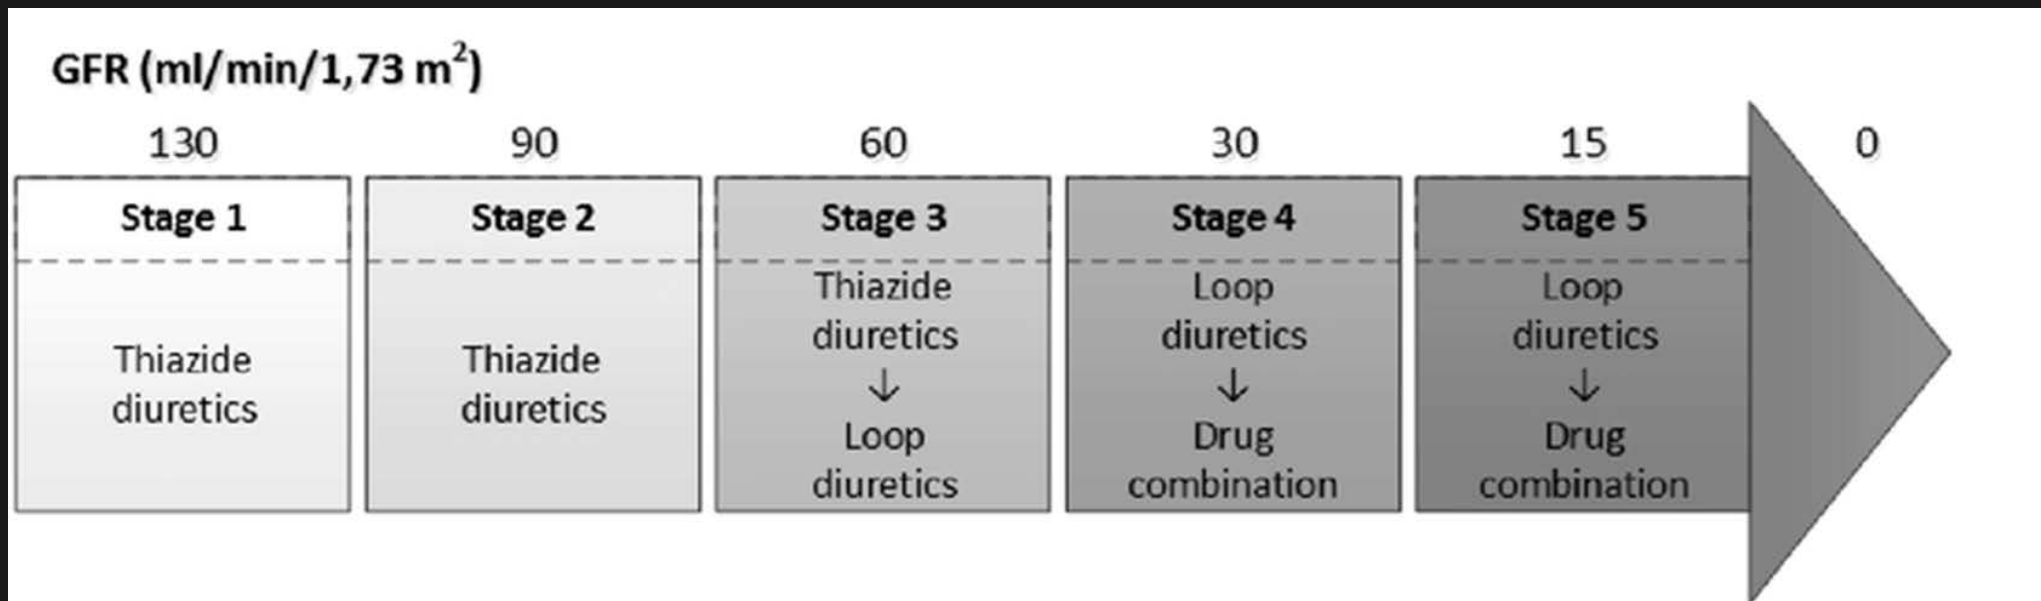 GFR (ml/min/1,73 m²)
130 90 60 30 15 0
Stage 1
Thiazide
diuretics
Stage 2
Thiazide
diuretics
Stage 3
Thiazide
diuretics
↓
Loop
diuretics
Stage 4
Loop
diuretics
↓
Drug
combination
Stage 5
Loop
diuretics
↓
Drug
combination